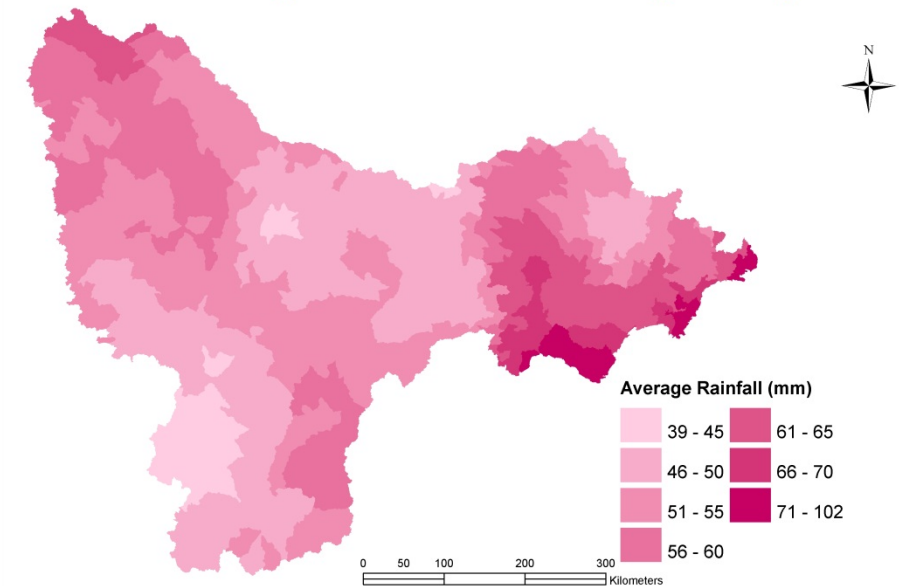 N
Average Rainfall (mm)
39 - 45 61 - 65
46 - 50 66 - 70
51 - 55 71 - 102
56 - 60
0 50 100 200 300
Kilometers